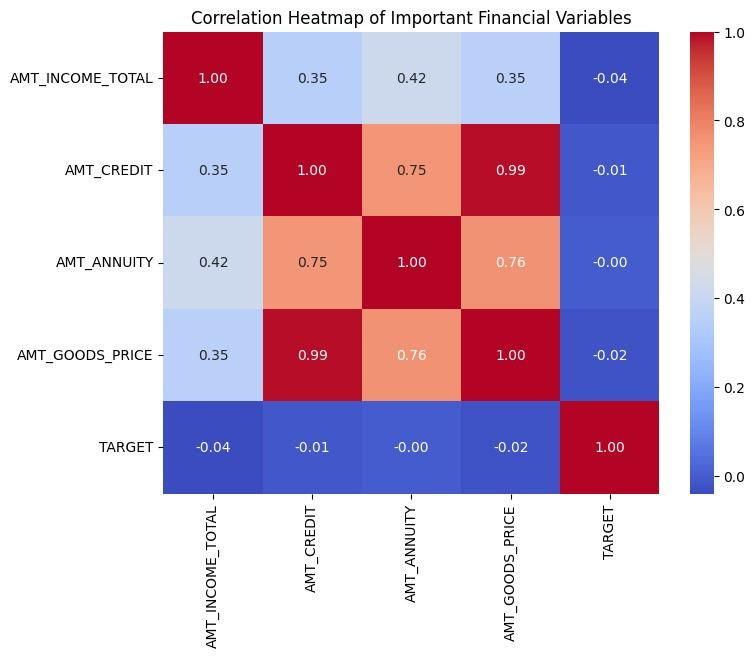 Correlation Heatmap of Important Financial Variables
AMT_INCOME_TOTAL 1.00 0.35 0.42 0.35 -0.04
AMT_CREDIT 0.35 1.00 0.75 0.99 -0.01
AMT_ANNUITY 0.42 0.75 1.00 0.76 -0.00
AMT_GOODS_PRICE 0.35 0.99 0.76 1.00 -0.02
TARGET -0.04 -0.01 -0.00 -0.02 1.00
AMT_INCOME_TOTAL
AMT_CREDIT
AMT_ANNUITY
AMT_GOODS_PRICE
TARGET
1.0
0.8
0.6
0.4
0.2
0.0